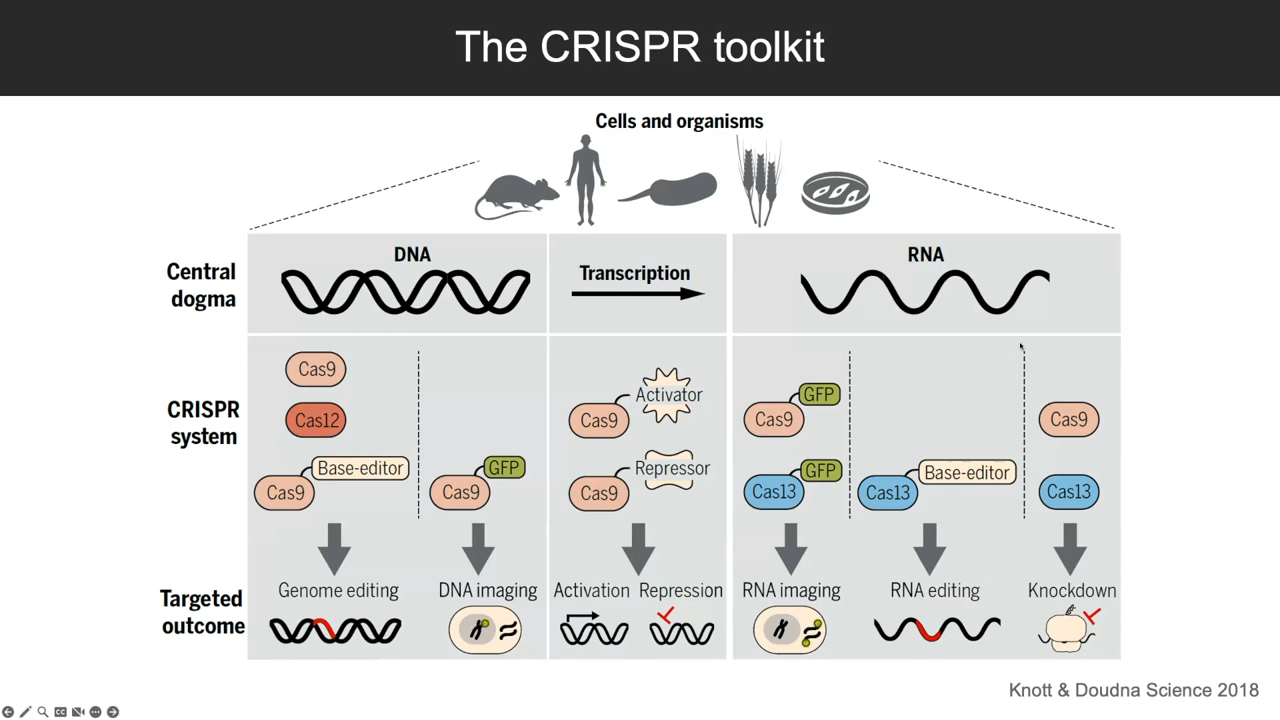 The CRISPR toolkit
Cells and organisms
Central
dogma
DNA
Transcription
RNA
CRISPR
system
Cas9
Cas12
Base-editor
Cas9
GFP
Cas9
Activator
Cas9
Repressor
Cas9
GFP
Cas9
GFP
Cas13
Base-editor
Cas13
Cas9
Cas13
Targeted
outcome
Genome editing
DNA imaging
Activation
Repression
RNA imaging
RNA editing
Knockdown
Knott & Doudna Science 2018
CC